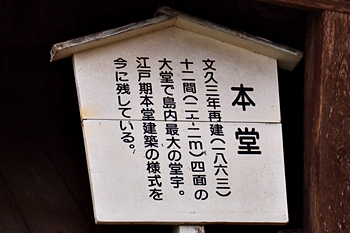 本堂
文久三年再建(一八六三)
十二間(二十・二m)四面の
大堂で島内最大の堂宇。
江戸期本堂建築の様式を
今に残している。